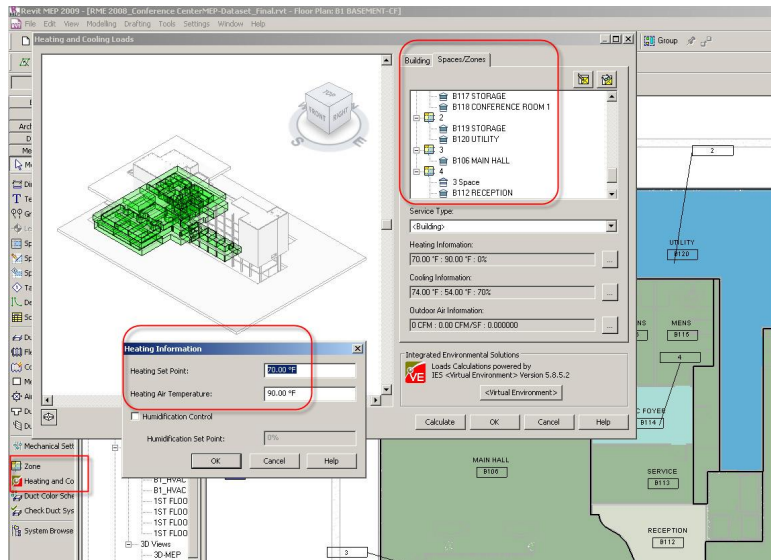 Revit MEP 2009 - [RME 2008_Conference CenterMEP-Dataset_Final.rvt - Floor Plan: B1 BASEMENT-CF]
File Edit View Modelling Drafting Tools Settings Window Help
Heating and Cooling Loads
Group
Building Spaces/Zones
B117 STORAGE
B118 CONFERENCE ROOM 1
2
B119 STORAGE
B120 UTILITY
3
B106 MAIN HALL
4
3 Space
B112 RECEPTION
TOP
FRONT RIGHT
S E
Service Type:
<Building>
Heating Information:
70.00 °F : 90.00 °F : 0%
...
Cooling Information:
74.00 °F : 54.00 °F : 70%
...
Outdoor Air Information:
0 CFM : 0.00 CFM/SF : 0.000000
...
Integrated Environmental Solutions
VE
Loads Calculations powered by
IES <Virtual Environment> Version 5.8.5.2
<Virtual Environment>
Calculate OK Cancel Help
Heating Information
Heating Set Point: 70.00 °F
Heating Air Temperature: 90.00 °F
Humidification Control
Humidification Set Point: 0%
OK Cancel Help
Mechanical Sett
Zone
Heating and Co
Duct Color Sche
Check Duct Sys
System Browse
B1_HVAC
B1_HVAC
1ST FLOO
1ST FLOO
1ST FLOO
1ST FLOO
3D Views
3D-MEP
2
UTILITY
B120
MENS
B115
4
C FOYER
B114
SERVICE
B113
MAIN HALL
B106
RECEPTION
B112
3